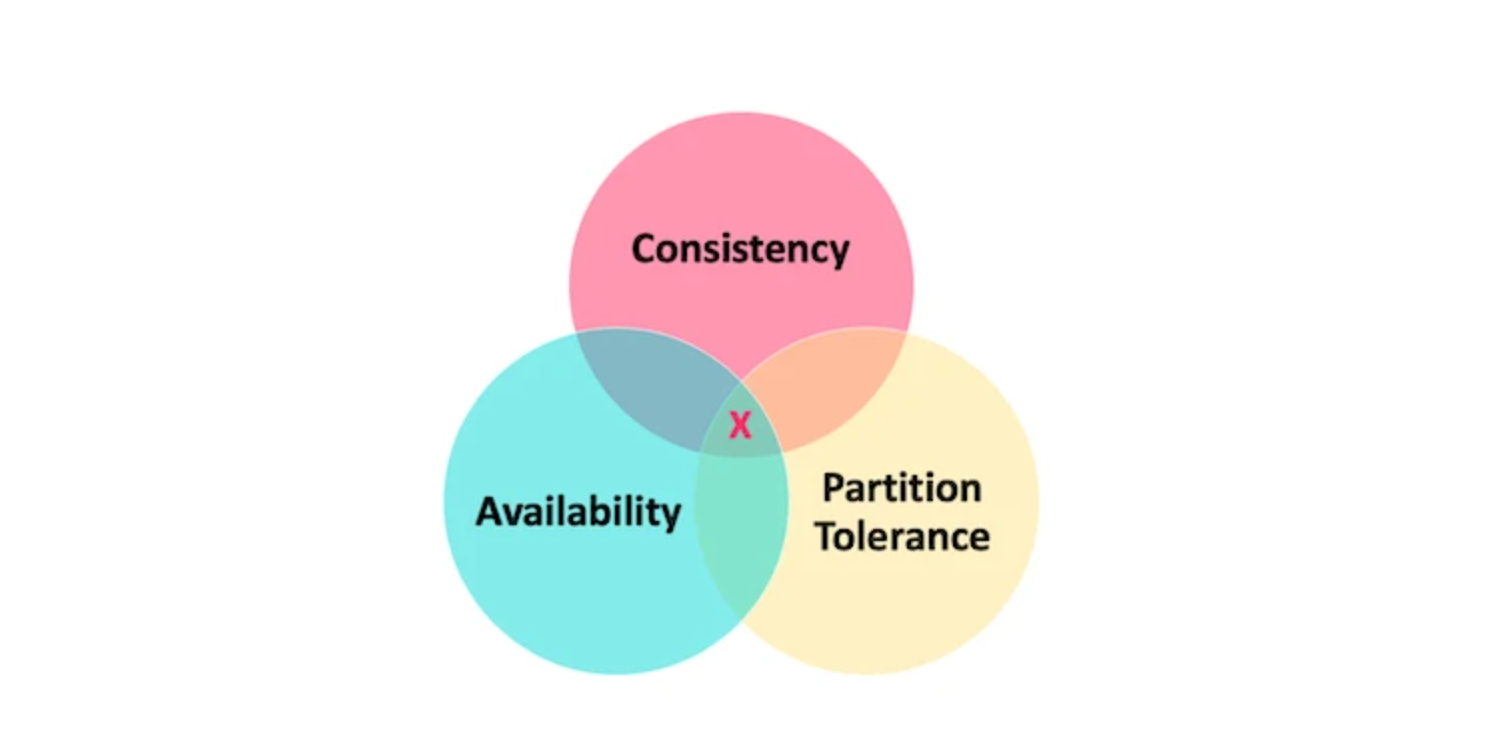 Consistency
X
Availability
Partition
Tolerance